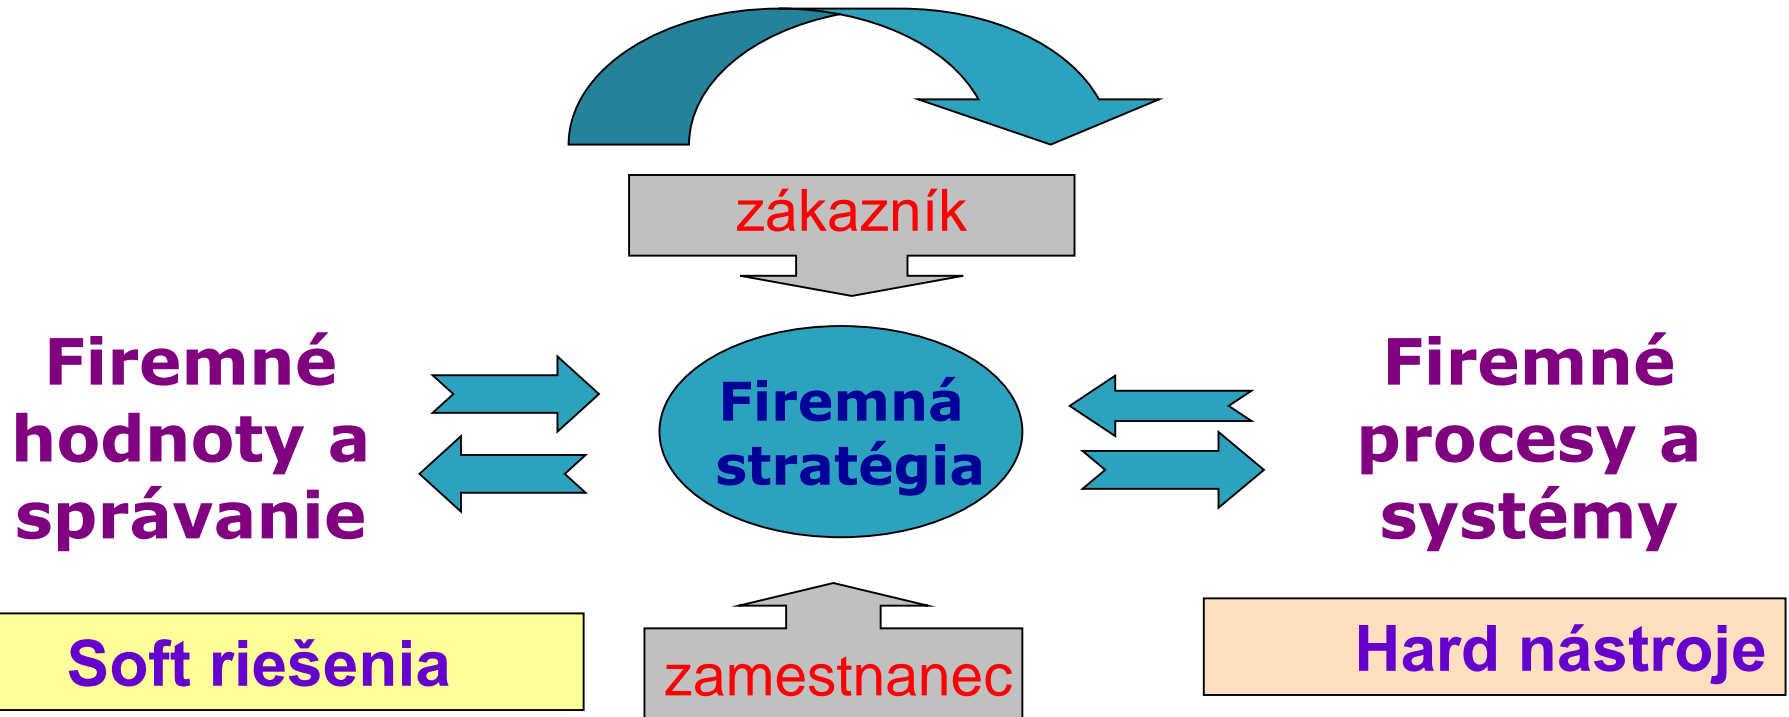 zákazník
Firemné
hodnoty a
správanie
Firemná
stratégia
Firemné
procesy a
systémy
Soft riešenia
zamestnanec
Hard nástroje